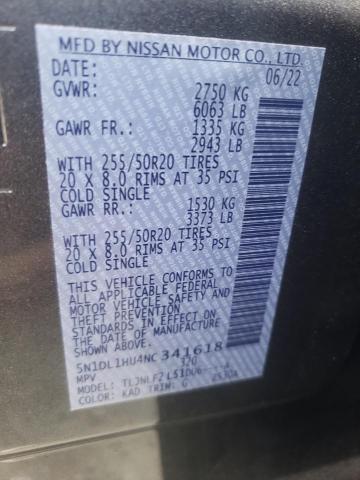 MFD BY NISSAN MOTOR CO., LTD.
DATE: 06/22
GVWR: 2750 KG
6063 LB
GAWR FR.: 1335 KG
2943 LB
WITH 255/50R20 TIRES
20 X 8.0 RIMS AT 35 PSI
COLD SINGLE
GAWR RR.: 1530 KG
3373 LB
WITH 255/50R20 TIRES
20 X 8.0 RIMS AT 35 PSI
COLD SINGLE
THIS VEHICLE CONFORMS TO
ALL APPLICABLE FEDERAL
MOTOR VEHICLE SAFETY
THEFT PREVENTION AND BUMPER
STANDARDS IN EFFECT ON THE
DATE OF MANUFACTURE SHOWN
ABOVE.
5N1DL1HU4NC341618
MPV
MODEL:
COLOR: KAD TRIM: G